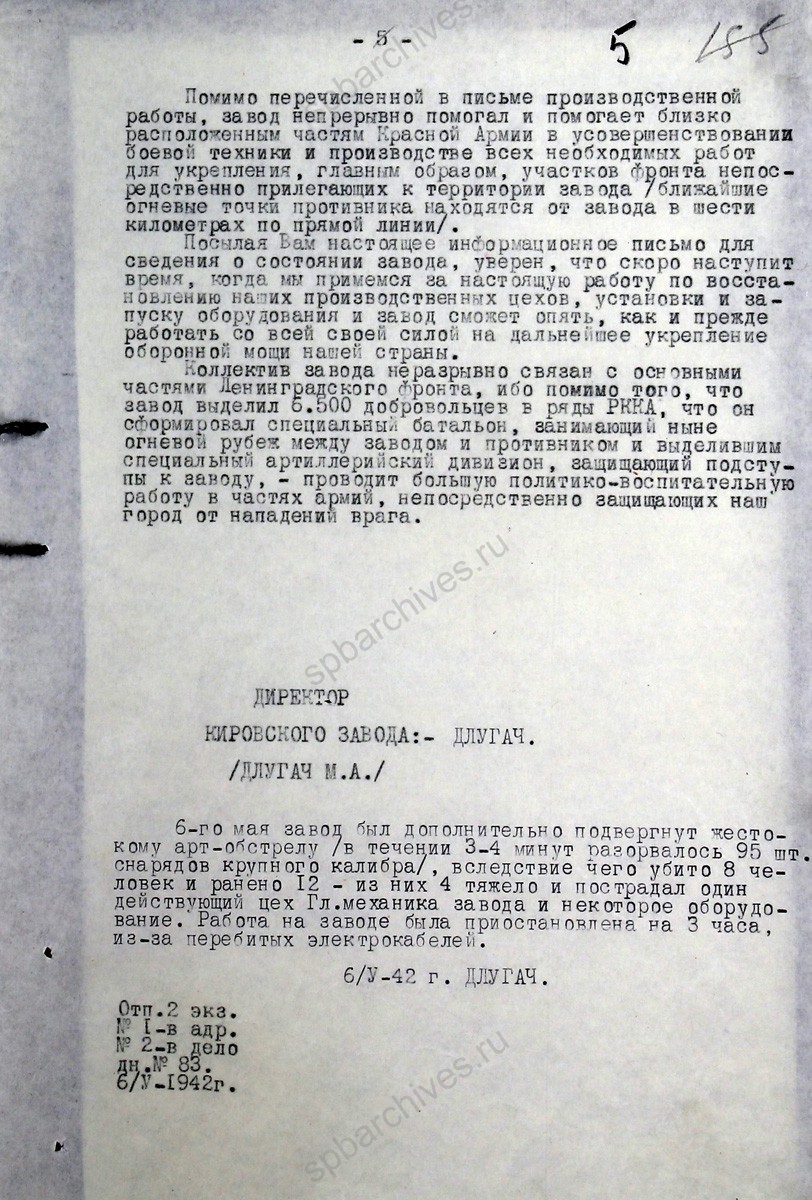 - 5 -
5
155
Помимо перечисленной в письме производственной
работы, завод непрерывно помогал и помогает близко
расположенным частям Красной Армии в усовершенствовании
боевой техники и производстве всех необходимых работ
для укрепления, главным образом, участков фронта непос-
редственно прилегающих к территории завода /ближайшие
огневые точки противника находятся от завода в шести
километрах по прямой линии/.
Посылая Вам настоящее информационное письмо для
сведения о состоянии завода, уверен, что скоро наступит
время, когда мы примемся за настоящую работу по восста-
новлению наших производственных цехов, установки и за-
пуску оборудования и завод сможет опять, как и прежде
работать со всей своей силой на дальнейшее укрепление
оборонной мощи нашей страны.
Коллектив завода неразрывно связан с основными
частями Ленинградского фронта, ибо помимо того, что
завод выделил 6.500 добровольцев в ряды РККА, что он
сформировал специальный батальон, занимающий ныне
огневой рубеж между заводом и противником и выделившим
специальный артиллерийский дивизион, защищающий подсту-
пы к заводу, - проводит большую политико-воспитательную
работу в частях армий, непосредственно защищающих наш
город от нападений врага.
ДИРЕКТОР
КИРОВСКОГО ЗАВОДА:- ДЛУГАЧ.
/ДЛУГАЧ М.А./
6-го мая завод был дополнительно подвергнут жесто-
кому арт-обстрелу /в течении 3-4 минут разорвалось 95 шт.
снарядов крупного калибра/, вследствие чего убито 8 че-
ловек и ранено 12 - из них 4 тяжело и пострадал один
действующий цех Гл.механика завода и некоторое оборудо-
вание. Работа на заводе была приостановлена на 3 часа,
из-за перебитых электрокабелей.
6/У-42 г. ДЛУГАЧ.
Отп.2 экз.
№ I-в адр.
№ 2-в дело
дн.№ 83.
6/У-1942г.
spbarchives.ru
spbarchives.ru
spbarchives.ru
spbarchives.ru